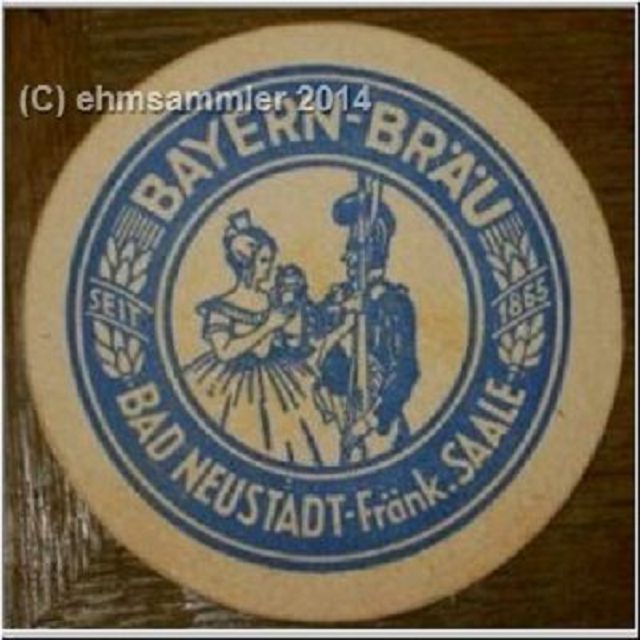 (C) ehmsammler 2014
BAYERN-BRÄU
SEIT 1865
BAD NEUSTADT-Fränk. SAALE